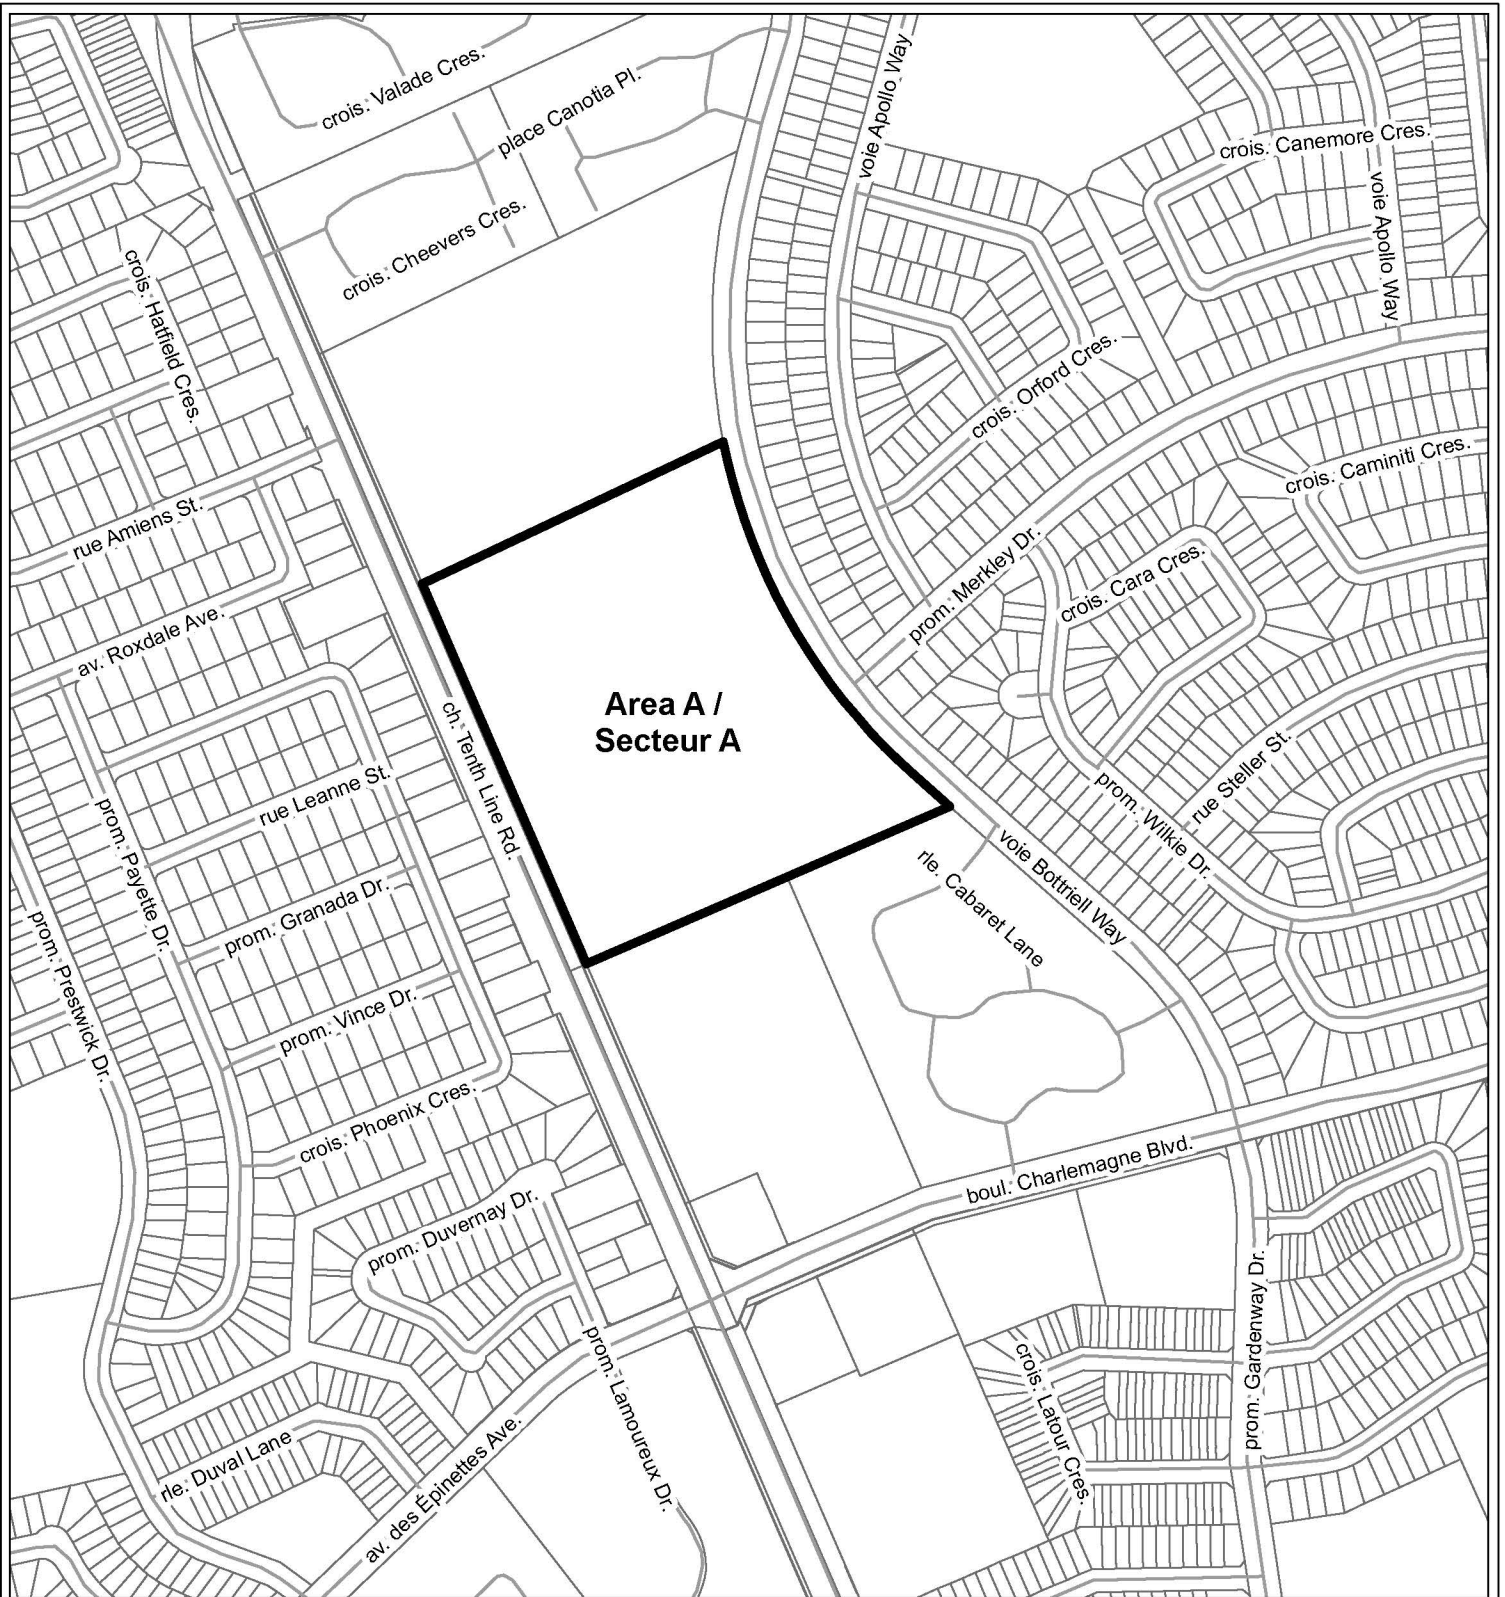 crois. Valade Cres.
place Canotia Pl.
voie Apollo Way
crois. Canemore Cres.
voie Apollo Way
crois. Cheevers Cres.
crois. Hatfield Cres.
crois. Orford Cres.
crois. Caminiti Cres.
rue Amiens St.
prom. Merkley Dr.
crois. Cara Cres.
av. Roxdale Ave.
Area A /
Secteur A
ch. Tenth Line Rd.
rue Leanne St.
prom. Payette Dr.
prom. Wilkie Dr.
rue Steller St.
voie Bottriell Way
rle. Cabaret Lane
prom. Granada Dr.
prom. Prestwick Dr.
prom. Vince Dr.
crois. Phoenix Cres.
boul. Charlemagne Blvd.
prom. Duvernay Dr.
prom. Gardenway Dr.
prom. Lamoureux Dr.
crois. Latour Cres.
rle. Duval Lane
av. des Épinettes Ave.